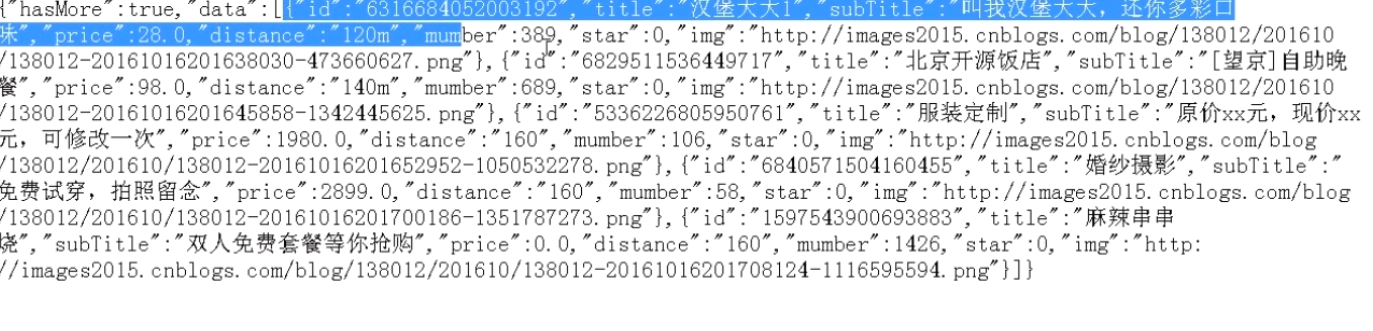 {"hasMore":true,"data":[{"id":"6316684052003192","title":"汉堡大大1","subTitle":"叫我汉堡大大，还你多彩口
味","price":28.0,"distance":"120m","mumber":389,"star":0,"img":"http://images2015.cnblogs.com/blog/138012/201610
/138012-20161016201638030-473660627.png"},{"id":"6829511536449717","title":"北京开源饭店","subTitle":"[望京]自助晚
餐","price":98.0,"distance":"140m","mumber":689,"star":0,"img":"http://images2015.cnblogs.com/blog/138012/201610
/138012-20161016201645858-1342445625.png"},{"id":"5336226805950761","title":"服装定制","subTitle":"原价xx元，现价xx
元，可修改一次","price":1980.0,"distance":"160","mumber":106,"star":0,"img":"http://images2015.cnblogs.com/blog
/138012/201610/138012-20161016201652952-1050532278.png"},{"id":"6840571504160455","title":"婚纱摄影","subTitle":"
免费试穿，拍照留念","price":2899.0,"distance":"160","mumber":58,"star":0,"img":"http://images2015.cnblogs.com/blog
/138012/201610/138012-20161016201700186-1351787273.png"},{"id":"1597543900693883","title":"麻辣串串
烧","subTitle":"双人免费套餐等你抢购","price":0.0,"distance":"160","mumber":1426,"star":0,"img":"http:
//images2015.cnblogs.com/blog/138012/201610/138012-20161016201708124-1116595594.png"}]}